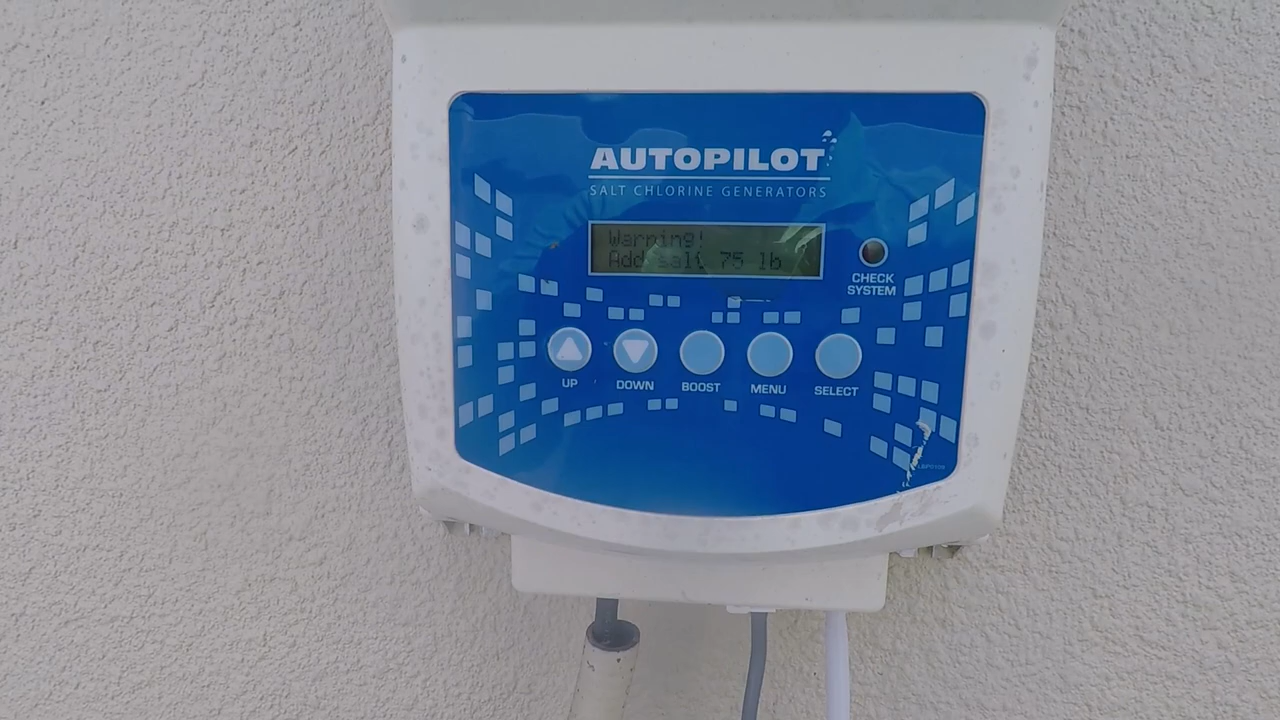 AUTOPILOT
SALT CHLORINE GENERATORS
Warning!
Add salt 75 lb
CHECK
SYSTEM
UP
DOWN
BOOST
MENU
SELECT